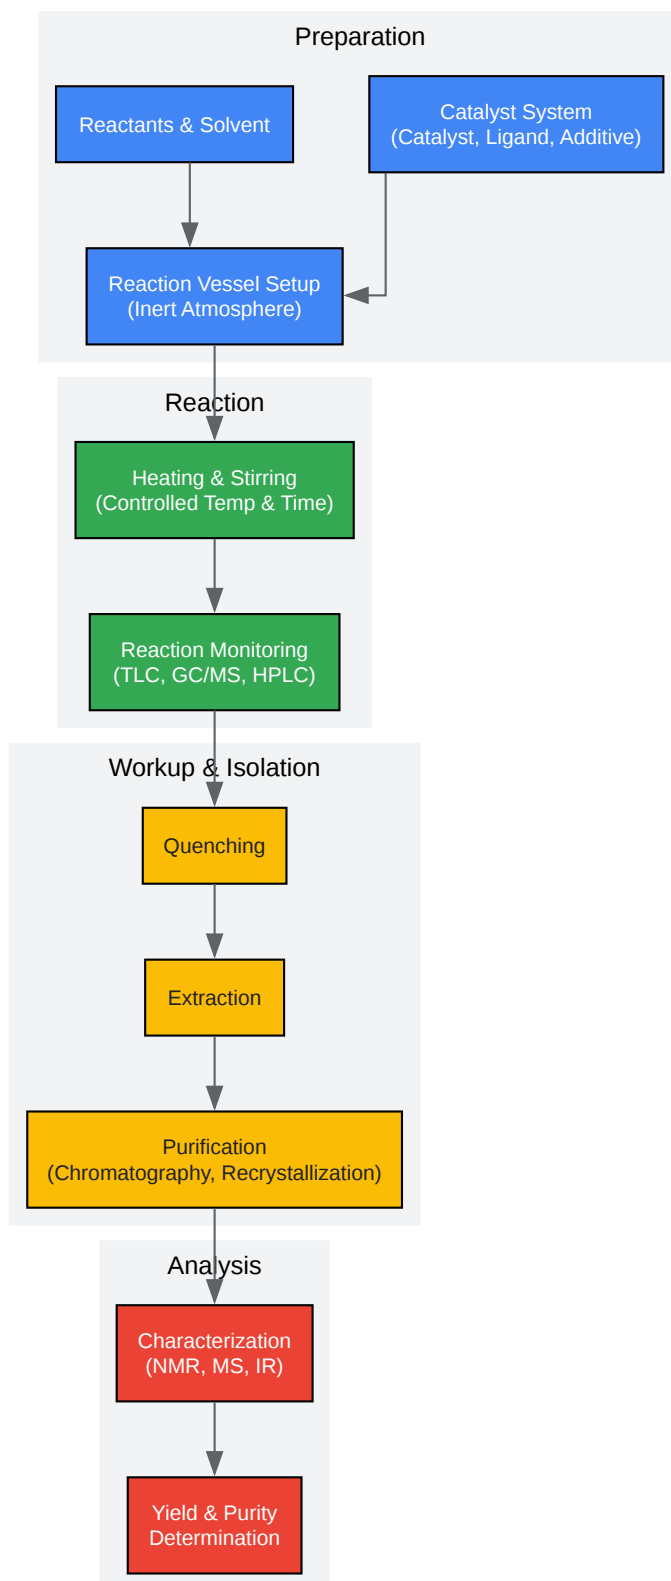 Preparation
Reactants & Solvent
Catalyst System
(Catalyst, Ligand, Additive)
Reaction Vessel Setup
(Inert Atmosphere)
Reaction
Heating & Stirring
(Controlled Temp & Time)
Reaction Monitoring
(TLC, GC/MS, HPLC)
Workup & Isolation
Quenching
Extraction
Purification
(Chromatography, Recrystallization)
Analysis
Characterization
(NMR, MS, IR)
Yield & Purity
Determination